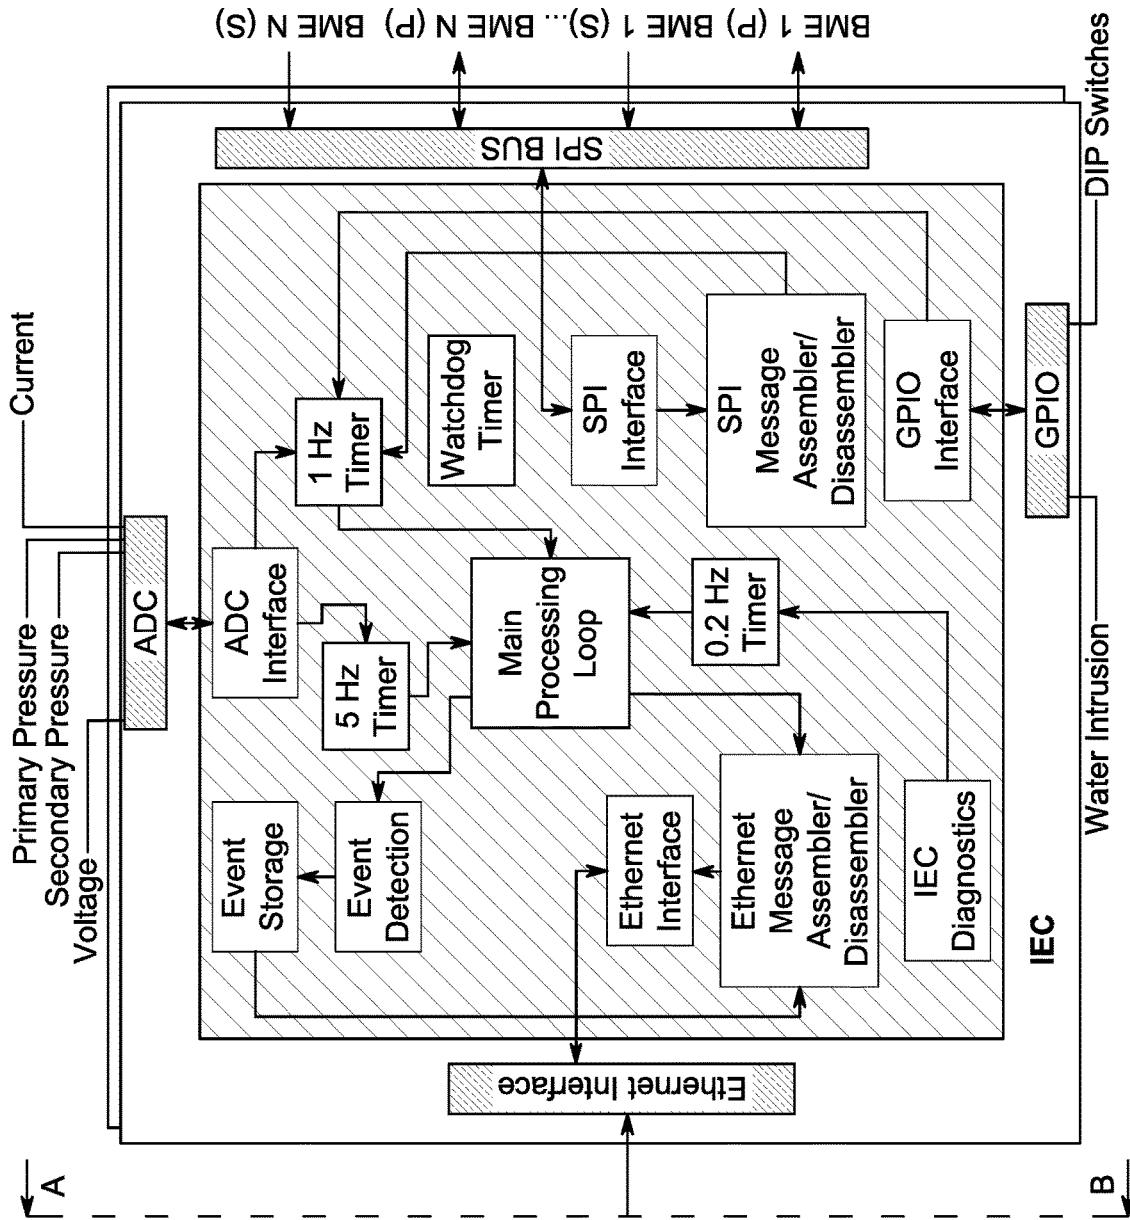 Current
Primary Pressure
Secondary Pressure
Voltage
ADC
ADC
Interface
1 Hz
Timer
5 Hz
Timer
Watchdog
Timer
Event
Storage
Event
Detection
Main
Processing
Loop
0.2 Hz
Timer
SPI
Interface
SPI
Message
Assembler/
Disassembler
GPIO
Interface
GPIO
Ethernet
Interface
Ethernet
Message
Assembler/
Disassembler
IEC
Diagnostics
IEC
Ethernet Interface
SPI BUS
BME 1 (P)
BME 1 (S)...
BME N (P)
BME N (S)
DIP Switches
Water Intrusion
A
B